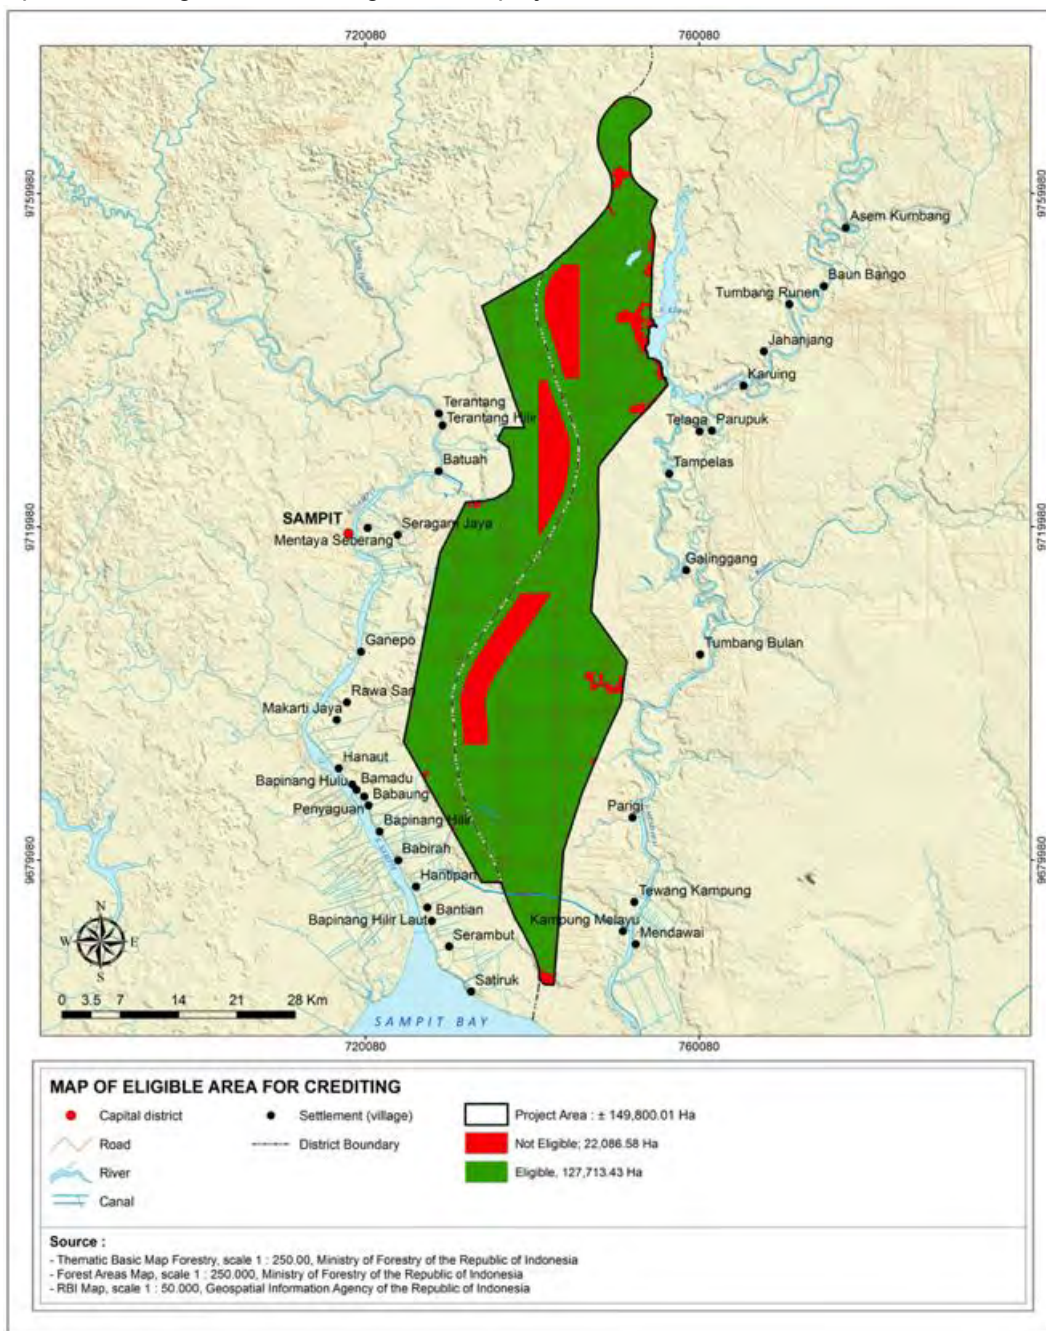 720080
760080
9759980
9759980
Asem Kumbang
Baun Bango
Tumbang Runen
Jahanjang
Karuing
Terantang
Terantang Hilir
Telaga
Parupuk
Batuah
Tampelas
SAMPIT
Seragam Jaya
Mentaya Seberang
9719980
9719980
Galinggang
Ganepo
Tumbang Bulan
Rawa Sari
Makarti Jaya
Hanaut
Bapinang Hulu
Bamadu
Babaung
Penyaguan
Parigi
Bapinang Hilir
Babirah
9679980
9679980
Hantipan
Tewang Kampung
Bantian
Bapinang Hilir Laut
Kampung Melayu
Mendawai
Serambut
Satiruk
N
W
E
S
0 3.5 7 14 21 28 Km
SAMPIT BAY
720080
760080
MAP OF ELIGIBLE AREA FOR CREDITING
Capital district
Settlement (village)
Project Area : ± 149,800.01 Ha
Road
District Boundary
Not Eligible; 22,086.58 Ha
River
Eligible, 127,713.43 Ha
Canal
Source :
- Thematic Basic Map Forestry, scale 1 : 250.00, Ministry of Forestry of the Republic of Indonesia
- Forest Areas Map, scale 1 : 250.000, Ministry of Forestry of the Republic of Indonesia
- RBI Map, scale 1 : 50.000, Geospatial Information Agency of the Republic of Indonesia